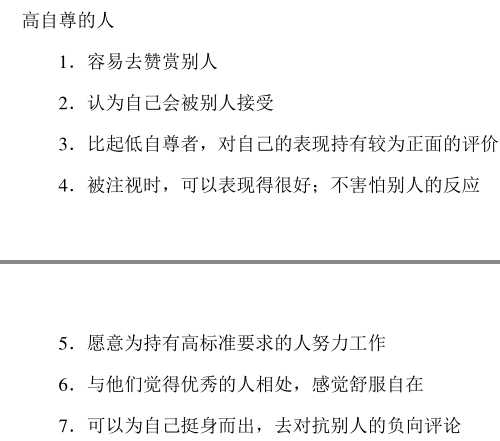 高自尊的人
1．容易去赞赏别人
2．认为自己会被别人接受
3．比起低自尊者，对自己的表现持有较为正面的评价
4．被注视时，可以表现得很好；不害怕别人的反应
5．愿意为持有高标准要求的人努力工作
6．与他们觉得优秀的人相处，感觉舒服自在
7．可以为自己挺身而出，去对抗别人的负向评论